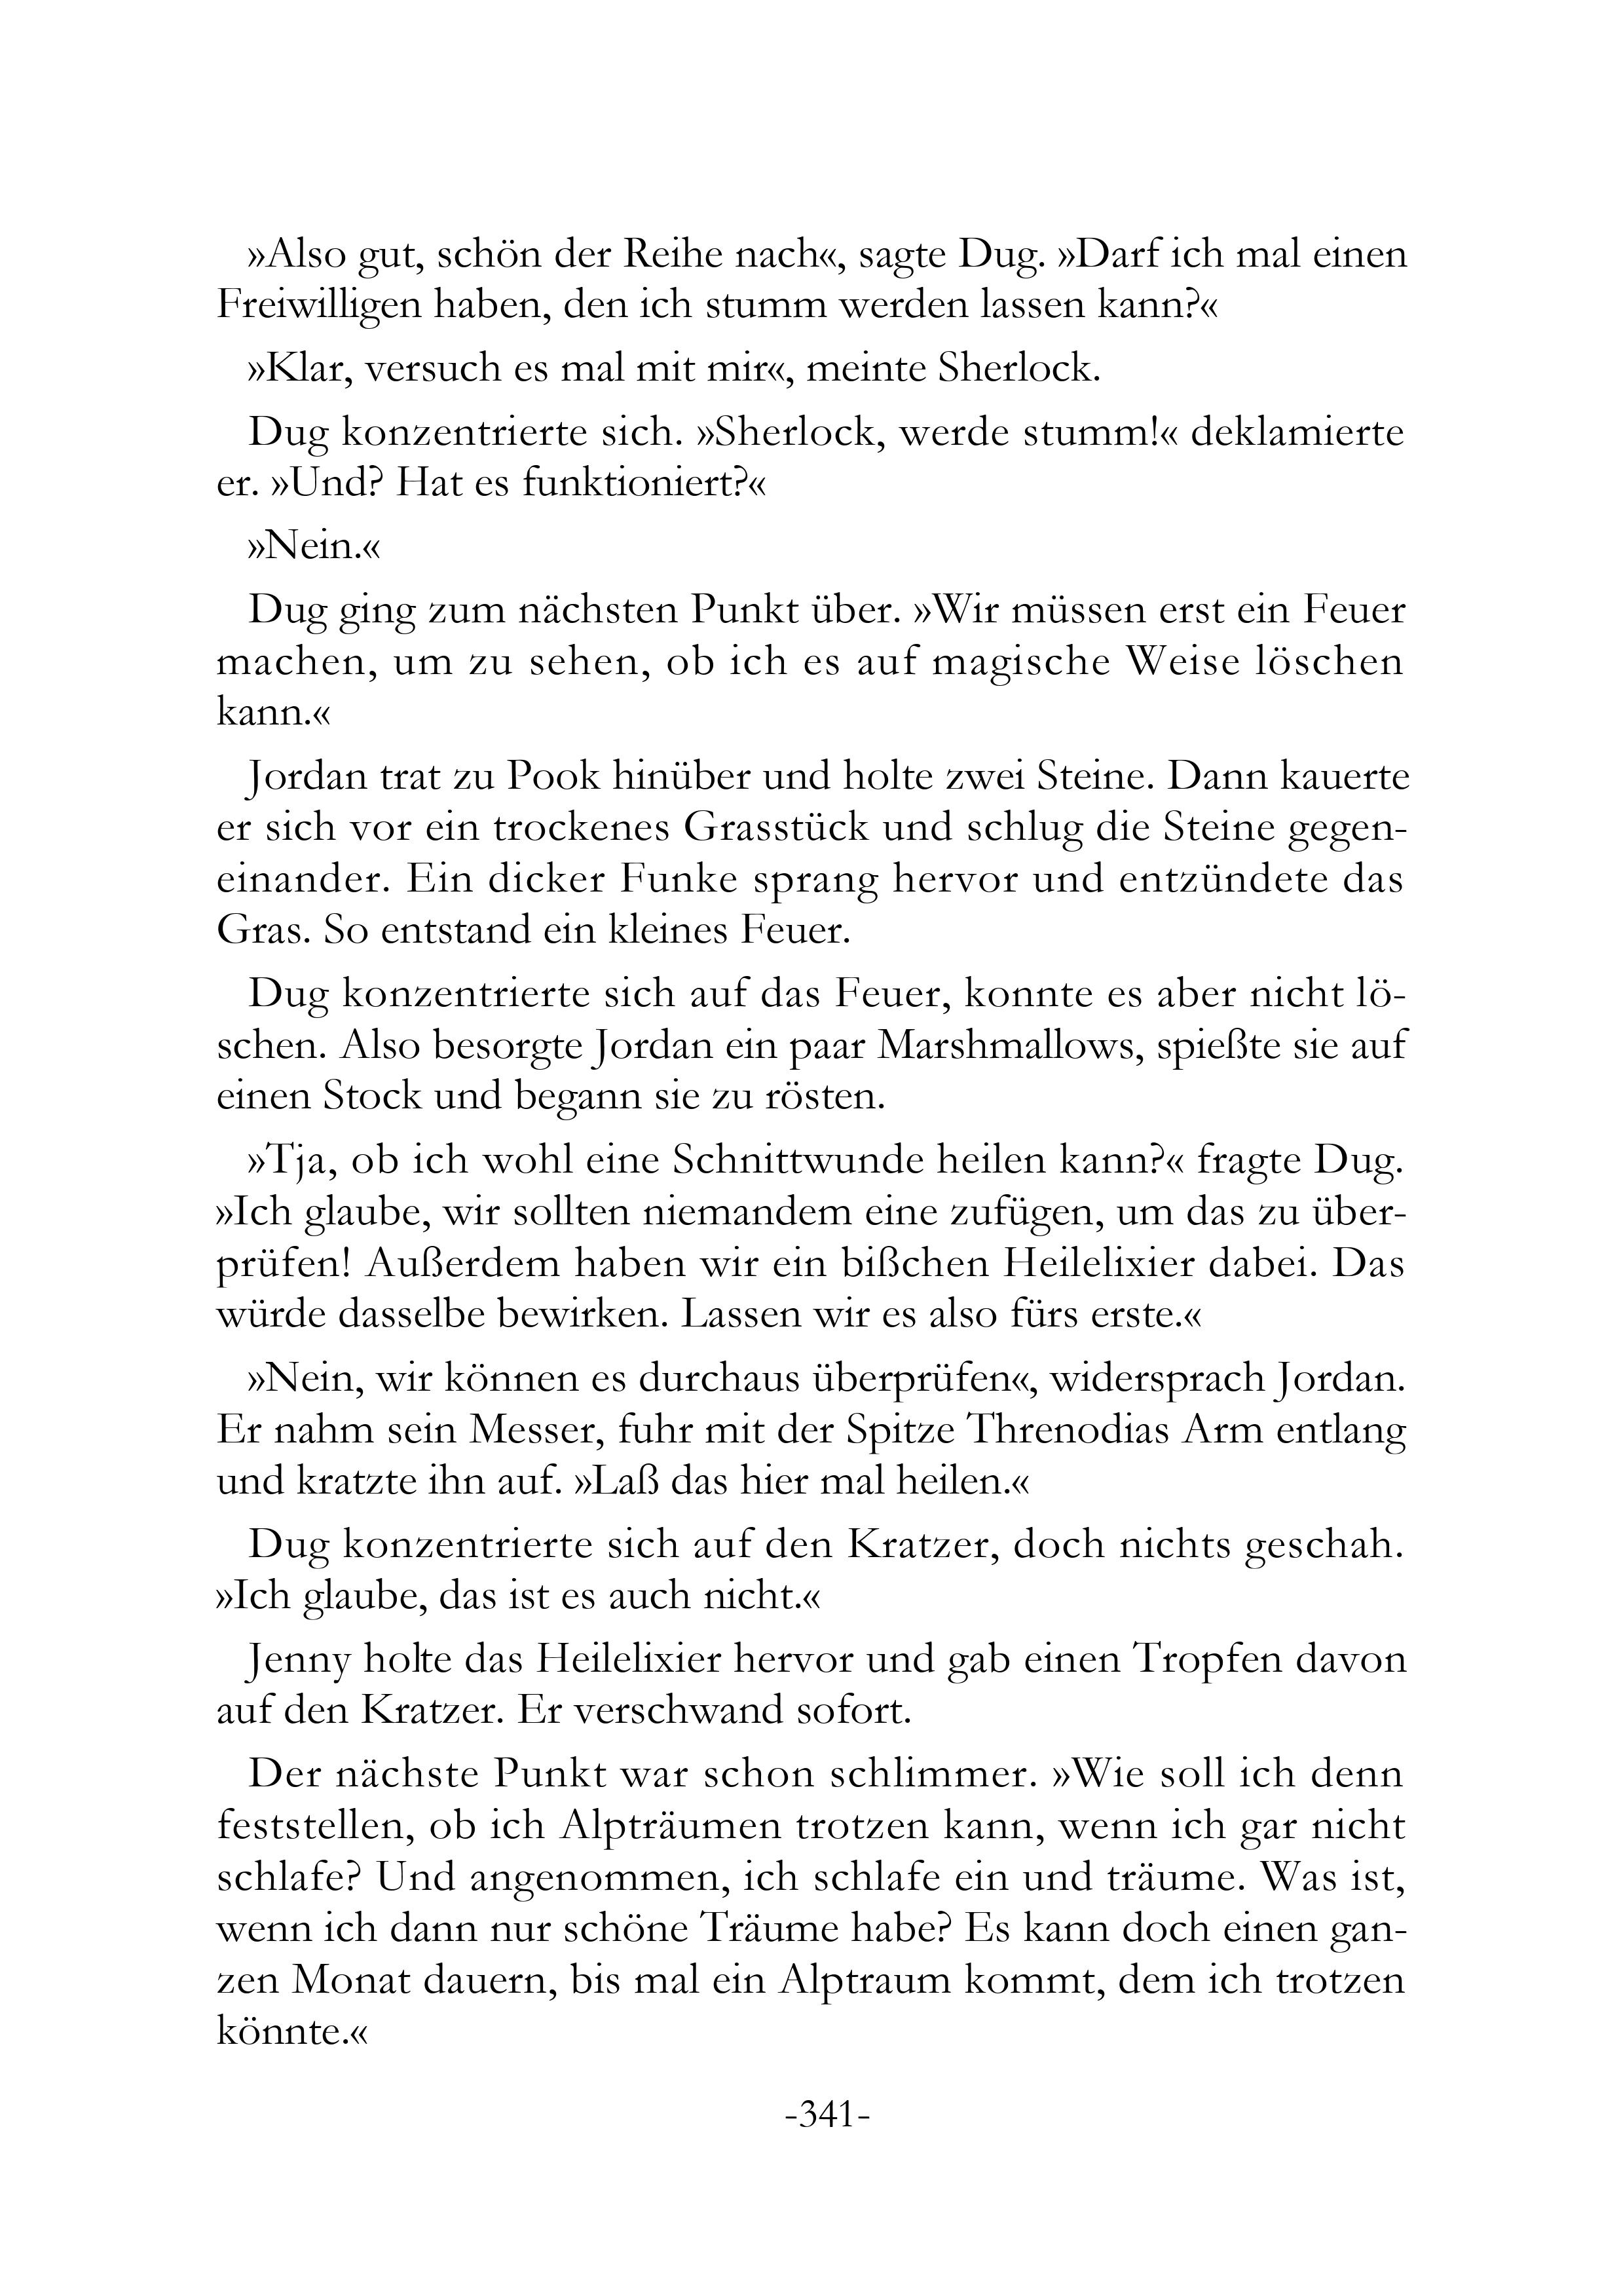 »Also gut, schön der Reihe nach«, sagte Dug. »Darf ich mal einen
Freiwilligen haben, den ich stumm werden lassen kann?«
»Klar, versuch es mal mit mir«, meinte Sherlock.
Dug konzentrierte sich. »Sherlock, werde stumm!« deklamierte
er. »Und? Hat es funktioniert?«
»Nein.«
Dug ging zum nächsten Punkt über. »Wir müssen erst ein Feuer
machen, um zu sehen, ob ich es auf magische Weise löschen
kann.«
Jordan trat zu Pook hinüber und holte zwei Steine. Dann kauerte
er sich vor ein trockenes Grasstück und schlug die Steine gegen-
einander. Ein dicker Funke sprang hervor und entzündete das
Gras. So entstand ein kleines Feuer.
Dug konzentrierte sich auf das Feuer, konnte es aber nicht lö-
schen. Also besorgte Jordan ein paar Marshmallows, spießte sie auf
einen Stock und begann sie zu rösten.
»Tja, ob ich wohl eine Schnittwunde heilen kann?« fragte Dug.
»Ich glaube, wir sollten niemandem eine zufügen, um das zu über-
prüfen! Außerdem haben wir ein bißchen Heilelixier dabei. Das
würde dasselbe bewirken. Lassen wir es also fürs erste.«
»Nein, wir können es durchaus überprüfen«, widersprach Jordan.
Er nahm sein Messer, fuhr mit der Spitze Threnodias Arm entlang
und kratzte ihn auf. »Laß das hier mal heilen.«
Dug konzentrierte sich auf den Kratzer, doch nichts geschah.
»Ich glaube, das ist es auch nicht.«
Jenny holte das Heilelixier hervor und gab einen Tropfen davon
auf den Kratzer. Er verschwand sofort.
Der nächste Punkt war schon schlimmer. »Wie soll ich denn
feststellen, ob ich Alpträumen trotzen kann, wenn ich gar nicht
schlafe? Und angenommen, ich schlafe ein und träume. Was ist,
wenn ich dann nur schöne Träume habe? Es kann doch einen gan-
zen Monat dauern, bis mal ein Alptraum kommt, dem ich trotzen
könnte.«
-341-